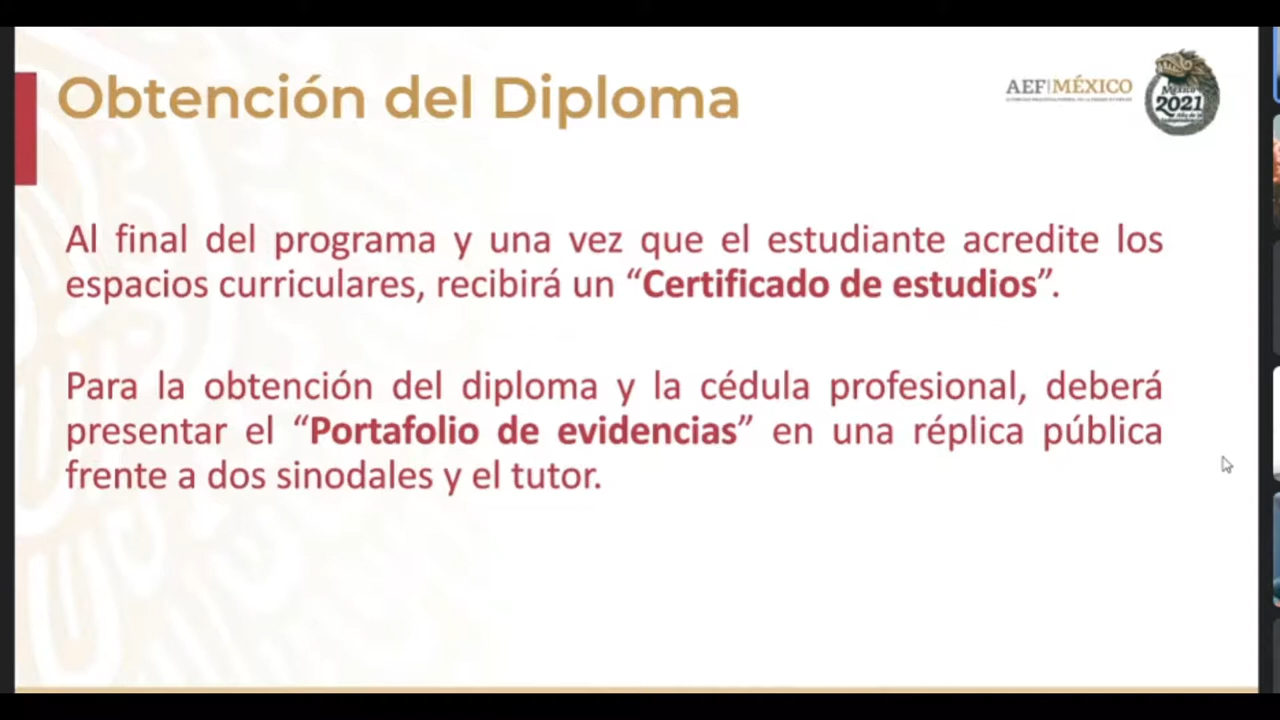 Obtención del Diploma
AEF MÉXICO
México
2021
Al final del programa y una vez que el estudiante acredite los
espacios curriculares, recibirá un “Certificado de estudios”.
Para la obtención del diploma y la cédula profesional, deberá
presentar el “Portafolio de evidencias” en una réplica pública
frente a dos sinodales y el tutor.